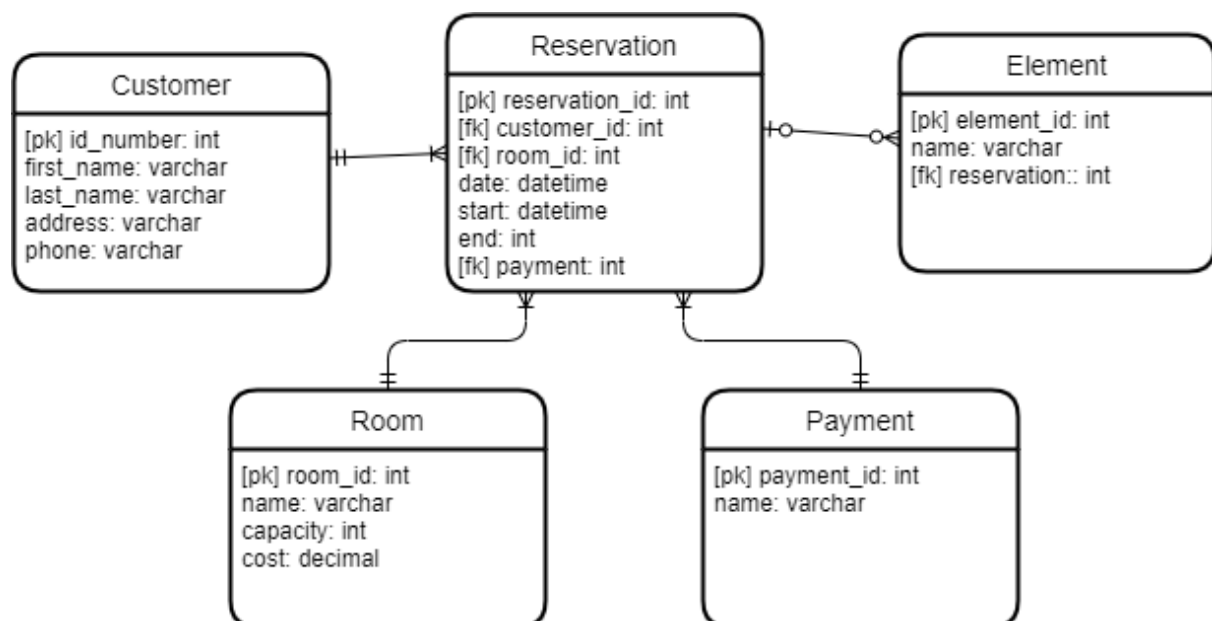 Customer
[pk] id_number: int
first_name: varchar
last_name: varchar
address: varchar
phone: varchar
Reservation
[pk] reservation_id: int
[fk] customer_id: int
[fk] room_id: int
date: datetime
start: datetime
end: int
[fk] payment: int
Element
[pk] element_id: int
name: varchar
[fk] reservation:: int
Room
[pk] room_id: int
name: varchar
capacity: int
cost: decimal
Payment
[pk] payment_id: int
name: varchar